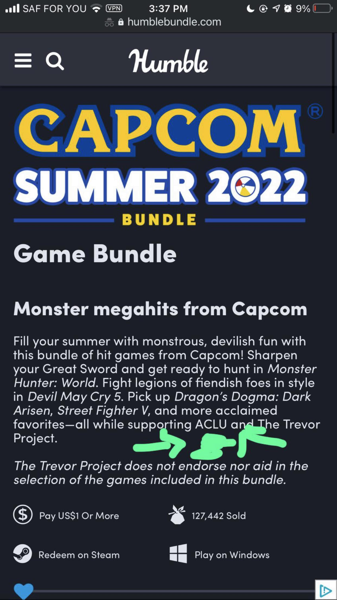 SAF FOR YOU VPN 3:37 PM 9%
humblebundle.com
Humble
CAPCOM®
SUMMER 2022
BUNDLE
Game Bundle
Monster megahits from Capcom
Fill your summer with monstrous, devilish fun with
this bundle of hit games from Capcom! Sharpen
your Great Sword and get ready to hunt in Monster
Hunter: World. Fight legions of fiendish foes in style
in Devil May Cry 5. Pick up Dragon's Dogma: Dark
Arisen, Street Fighter V, and more acclaimed
favorites—all while supporting ACLU and The Trevor
Project.
The Trevor Project does not endorse nor aid in the
selection of the games included in this bundle.
Pay US$1 Or More 127,442 Sold
Redeem on Steam Play on Windows